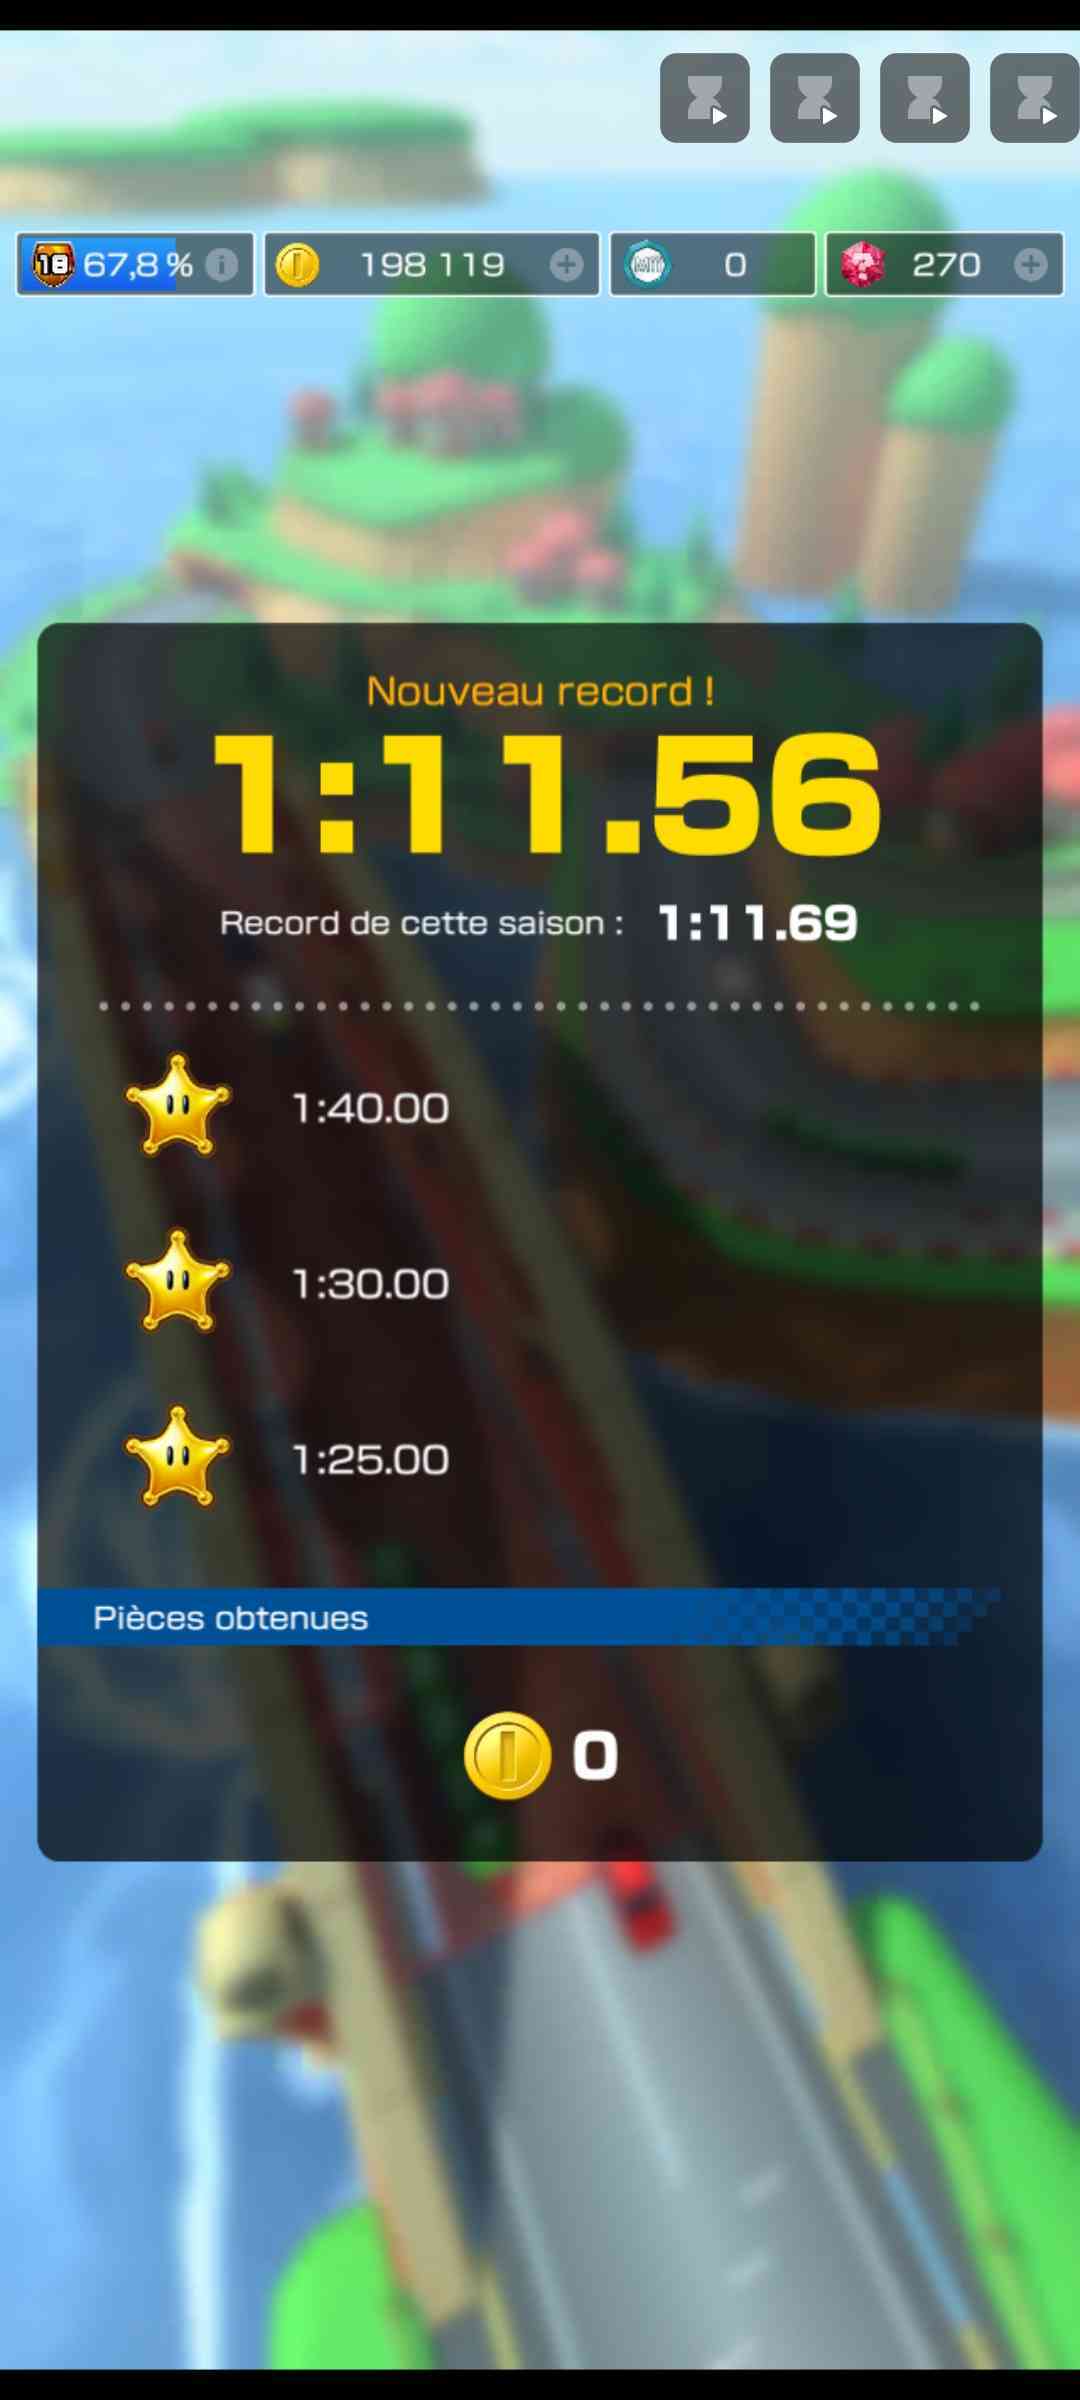 18 67,8 % 198 119 0 270
Nouveau record !
1:11.56
Record de cette saison : 1:11.69
1:40.00
1:30.00
1:25.00
Pièces obtenues
0